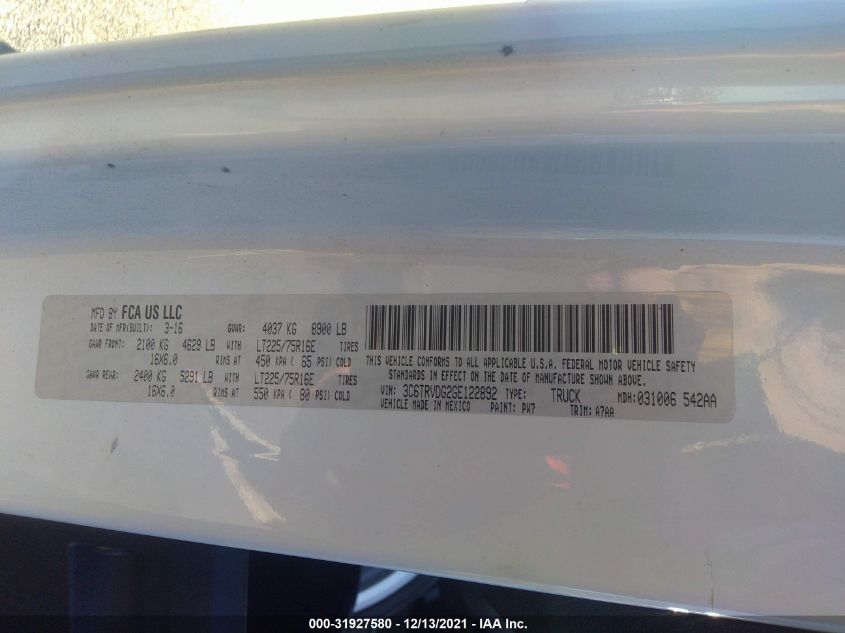 MFD BY FCA US LLC
DATE OF MFR(BUILT): 3-16 GVWR: 4037 KG 8900 LB
GAWR FRONT: 2100 KG 4629 LB WITH LT225/75R16E TIRES
16X6.0 RIMS AT 450 KPA ( 65 PSI) COLD
GAWR REAR: 2400 KG 5291 LB WITH LT225/75R16E TIRES
16X6.0 RIMS AT 550 KPA ( 80 PSI) COLD
THIS VEHICLE CONFORMS TO ALL APPLICABLE U.S.A. FEDERAL MOTOR VEHICLE SAFETY
STANDARDS IN EFFECT ON THE DATE OF MANUFACTURE SHOWN ABOVE.
VIN: 3C6TRVDG2GE122892 TYPE: TRUCK MDH:031006 542AA
VEHICLE MADE IN MEXICO PAINT: PW7 TRIM: A7AA
000-31927580 - 12/13/2021 - IAA Inc.